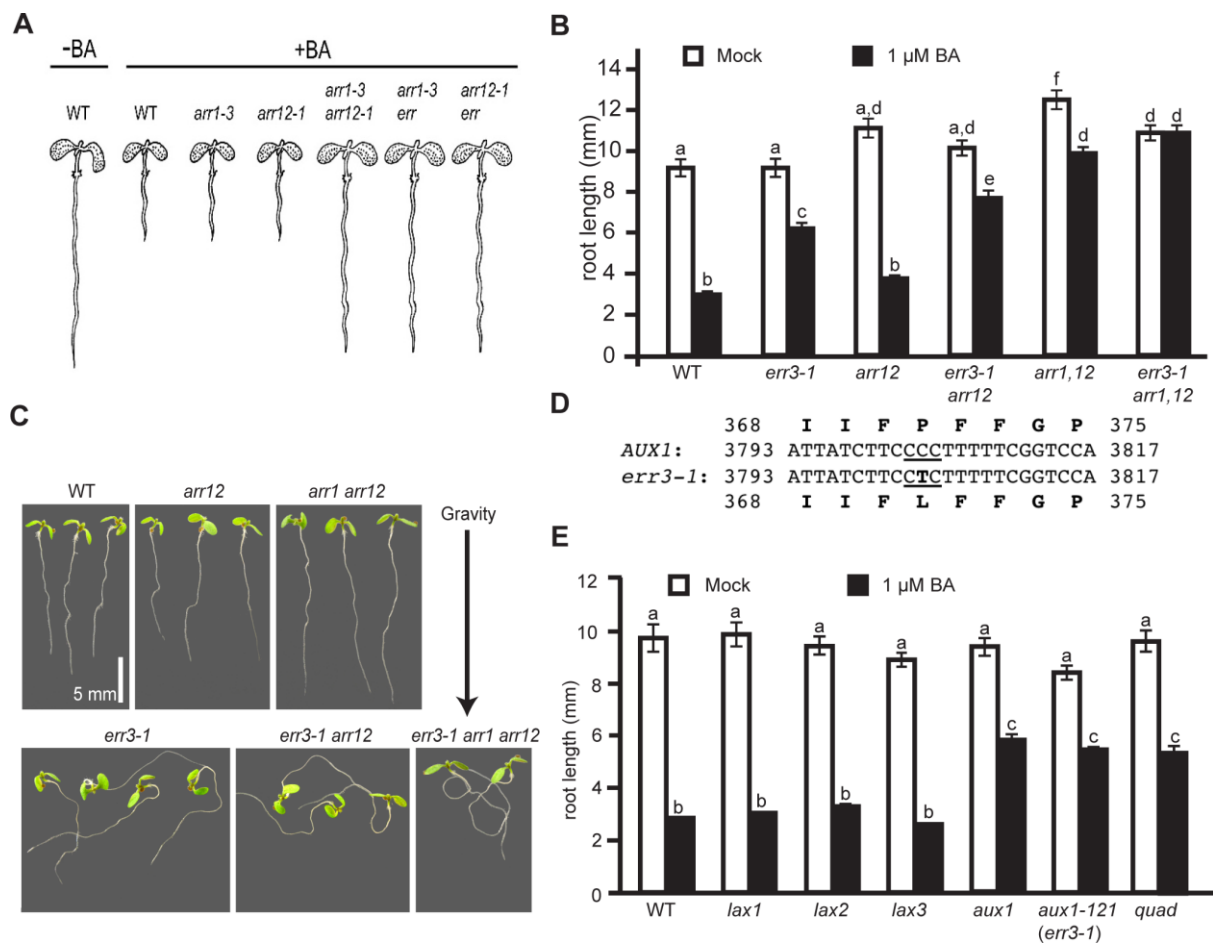 A
-BA +BA
WT WT arr1-3 arr12-1 arr1-3 arr12-1 arr1-3 err arr12-1 err
B
Mock 1 µM BA
root length (mm)
14
12
10
8
6
4
2
0
a b a c a,d b a,d e f d d d
WT err3-1 arr12 err3-1 arr12 arr1,12 err3-1 arr1,12
C
WT arr12 arr1 arr12
5 mm
Gravity
err3-1 err3-1 arr12 err3-1 arr1 arr12
D
368 I I F P F F G P 375
AUX1: 3793 ATTATCTTCCCCTTTTTCGGTCCA 3817
err3-1: 3793 ATTATCTTCCTCTTTTTCGGTCCA 3817
368 I I F L F F G P 375
E
Mock 1 µM BA
root length (mm)
12
10
8
6
4
2
0
a b a b a b a b a c a c a c
WT lax1 lax2 lax3 aux1 aux1-121 (err3-1) quad